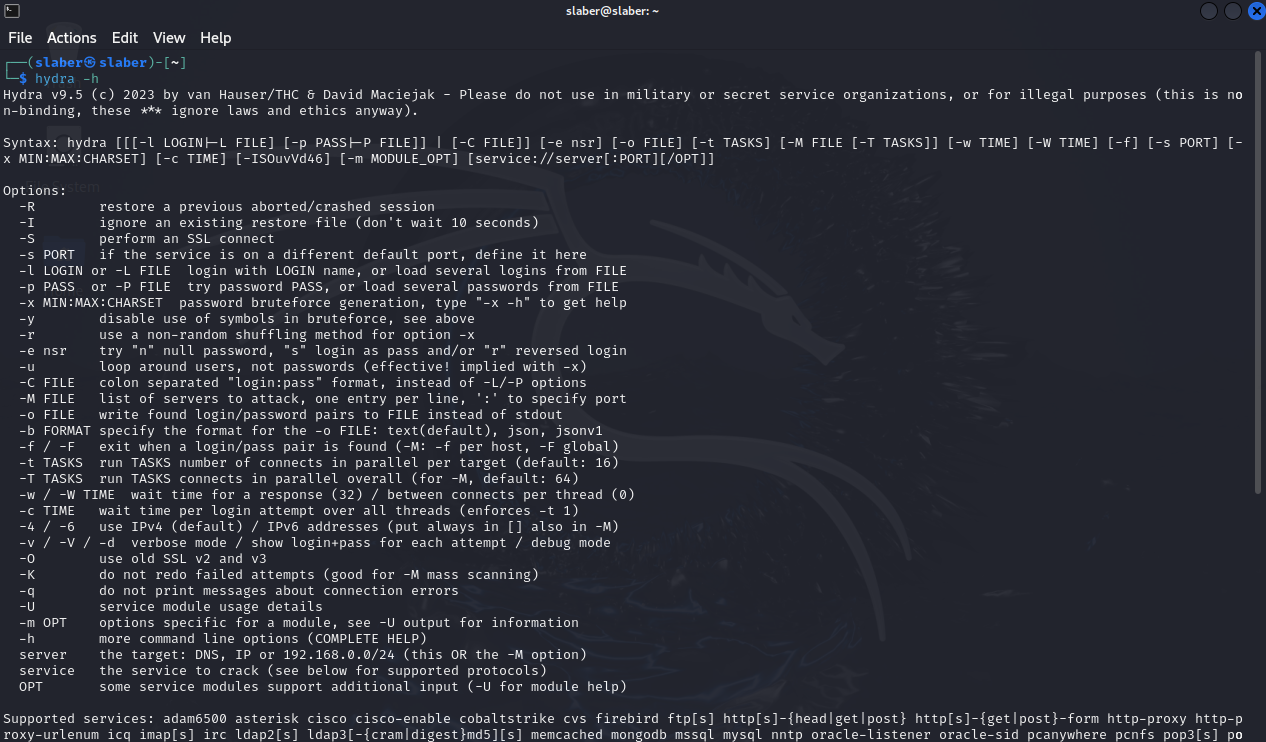 slaber@slaber: ~
File Actions Edit View Help
┌──(slaber㉿slaber)-[~]
└─$ hydra -h
Hydra v9.5 (c) 2023 by van Hauser/THC & David Maciejak - Please do not use in military or secret service organizations, or for illegal purposes (this is no
n-binding, these *** ignore laws and ethics anyway).
Syntax: hydra [[[-l LOGIN|-L FILE] [-p PASS|-P FILE]] | [-C FILE]] [-e nsr] [-o FILE] [-t TASKS] [-M FILE [-T TASKS]] [-w TIME] [-W TIME] [-f] [-s PORT] [-
x MIN:MAX:CHARSET] [-c TIME] [-ISOuvVd46] [-m MODULE_OPT] [service://server[:PORT][/OPT]]
Options:
-R restore a previous aborted/crashed session
-I ignore an existing restore file (don't wait 10 seconds)
-S perform an SSL connect
-s PORT if the service is on a different default port, define it here
-l LOGIN or -L FILE login with LOGIN name, or load several logins from FILE
-p PASS or -P FILE try password PASS, or load several passwords from FILE
-x MIN:MAX:CHARSET password bruteforce generation, type "-x -h" to get help
-y disable use of symbols in bruteforce, see above
-r use a non-random shuffling method for option -x
-e nsr try "n" null password, "s" login as pass and/or "r" reversed login
-u loop around users, not passwords (effective! implied with -x)
-C FILE colon separated "login:pass" format, instead of -L/-P options
-M FILE list of servers to attack, one entry per line, ':' to specify port
-o FILE write found login/password pairs to FILE instead of stdout
-b FORMAT specify the format for the -o FILE: text(default), json, jsonv1
-f / -F exit when a login/pass pair is found (-M: -f per host, -F global)
-t TASKS run TASKS number of connects in parallel per target (default: 16)
-T TASKS run TASKS connects in parallel overall (for -M, default: 64)
-w / -W TIME wait time for a response (32) / between connects per thread (0)
-c TIME wait time per login attempt over all threads (enforces -t 1)
-4 / -6 use IPv4 (default) / IPv6 addresses (put always in [] also in -M)
-v / -V / -d verbose mode / show login+pass for each attempt / debug mode
-O use old SSL v2 and v3
-K do not redo failed attempts (good for -M mass scanning)
-q do not print messages about connection errors
-U service module usage details
-m OPT options specific for a module, see -U output for information
-h more command line options (COMPLETE HELP)
server the target: DNS, IP or 192.168.0.0/24 (this OR the -M option)
service the service to crack (see below for supported protocols)
OPT some service modules support additional input (-U for module help)
Supported services: adam6500 asterisk cisco cisco-enable cobaltstrike cvs firebird ftp[s] http[s]-{head|get|post} http[s]-{get|post}-form http-proxy http-p
roxy-urlenum icq imap[s] irc ldap2[s] ldap3[-{cram|digest}md5][s] memcached mongodb mssql mysql nntp oracle-listener oracle-sid pcanywhere pcnfs pop3[s] po